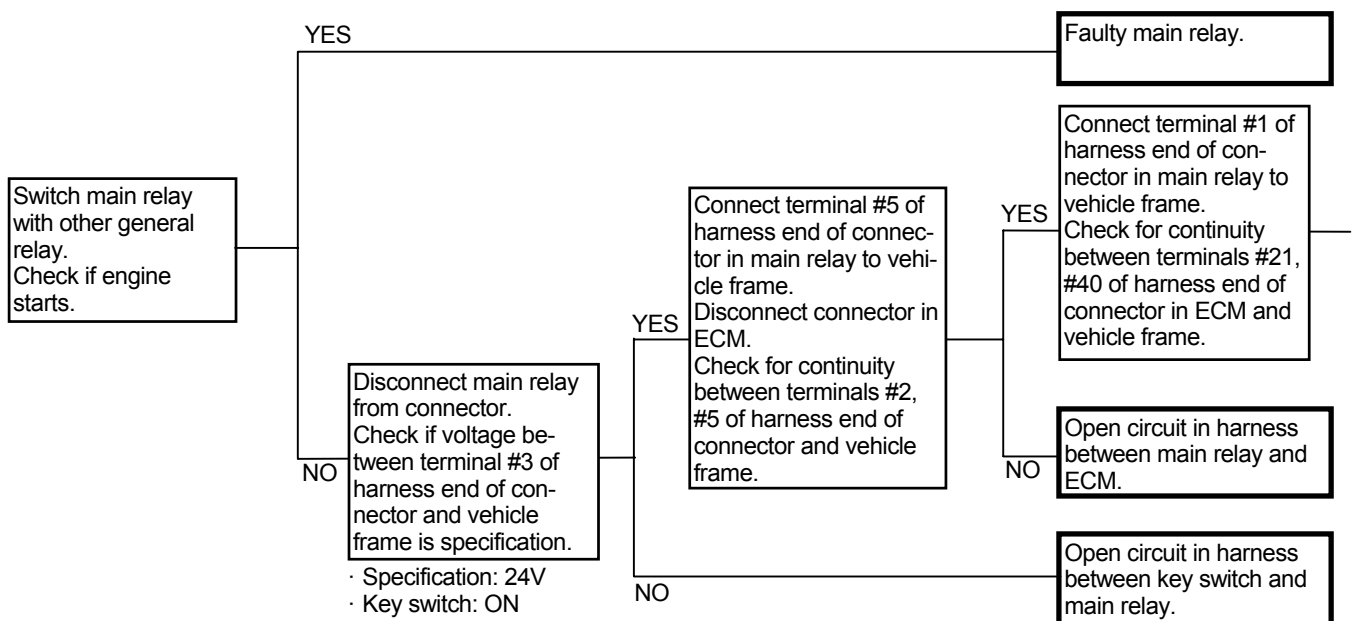 YES
Faulty main relay.
Switch main relay
with other general
relay.
Check if engine
starts.
NO
Disconnect main relay
from connector.
Check if voltage be-
tween terminal #3 of
harness end of con-
nector and vehicle
frame is specification.
· Specification: 24V
· Key switch: ON
YES
Connect terminal #5 of
harness end of connec-
tor in main relay to vehi-
cle frame.
Disconnect connector in
ECM.
Check for continuity
between terminals #2,
#5 of harness end of
connector and vehicle
frame.
YES
Connect terminal #1 of
harness end of con-
nector in main relay to
vehicle frame.
Check for continuity
between terminals #21,
#40 of harness end of
connector in ECM and
vehicle frame.
NO
Open circuit in harness
between main relay and
ECM.
NO
Open circuit in harness
between key switch and
main relay.